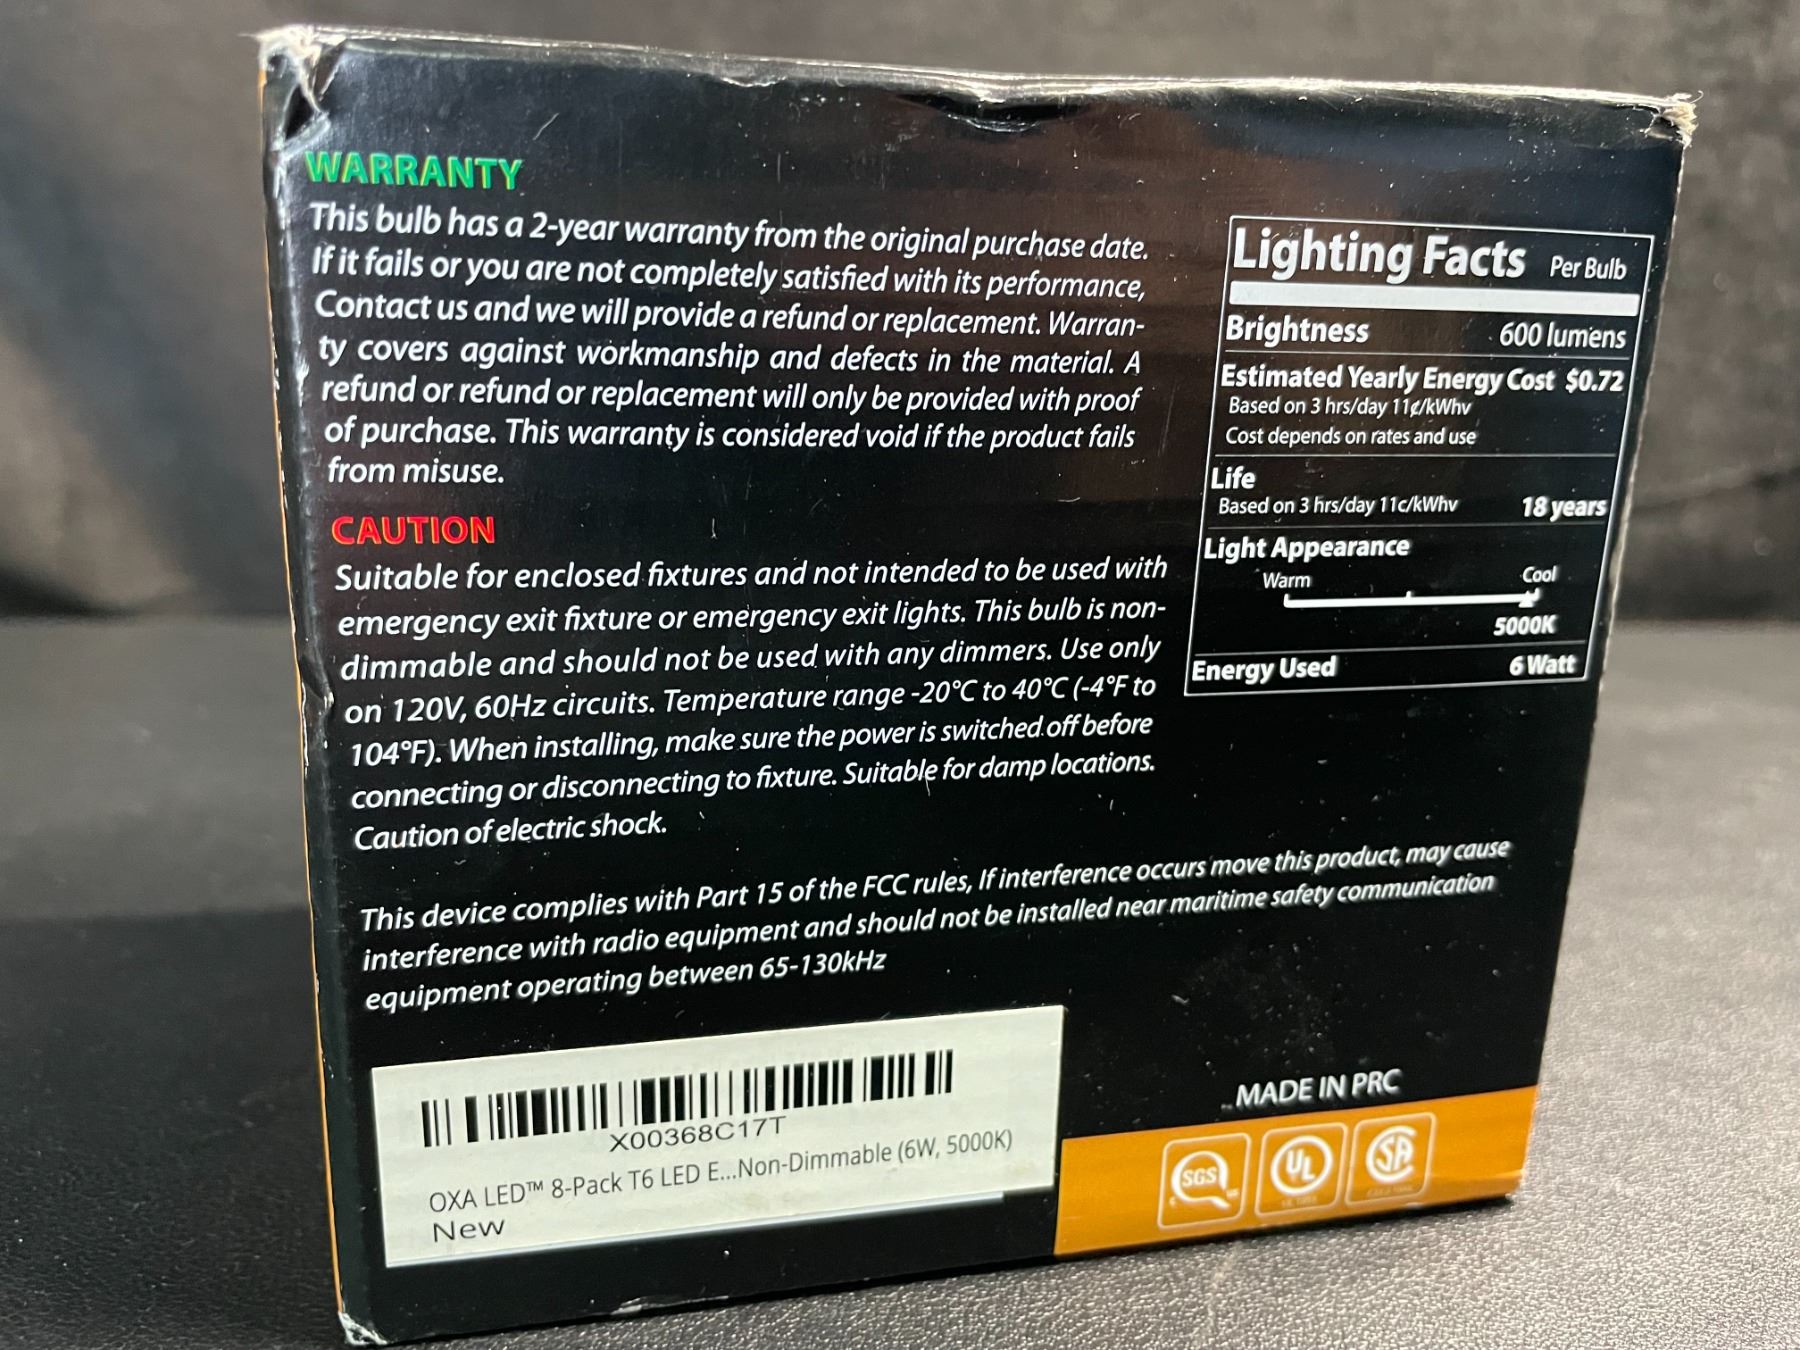 WARRANTY
This bulb has a 2-year warranty from the original purchase date.
If it fails or you are not completely satisfied with its performance,
Contact us and we will provide a refund or replacement. Warran-
ty covers against workmanship and defects in the material. A
refund or refund or replacement will only be provided with proof
of purchase. This warranty is considered void if the product fails
from misuse.
CAUTION
Suitable for enclosed fixtures and not intended to be used with
emergency exit fixture or emergency exit lights. This bulb is non-
dimmable and should not be used with any dimmers. Use only
on 120V, 60Hz circuits. Temperature range -20°C to 40°C (-4°F to
104°F). When installing, make sure the power is switched off before
connecting or disconnecting to fixture. Suitable for damp locations.
Caution of electric shock.
This device complies with Part 15 of the FCC rules, If interference occurs move this product, may cause
interference with radio equipment and should not be installed near maritime safety communication
equipment operating between 65-130kHz
Lighting Facts Per Bulb
Brightness 600 lumens
Estimated Yearly Energy Cost $0.72
Based on 3 hrs/day 11¢/kWhv
Cost depends on rates and use
Life
Based on 3 hrs/day 11c/kWhv 18 years
Light Appearance
Warm Cool
5000K
Energy Used 6 Watt
X00368C17T
OXA LED™ 8-Pack T6 LED E...Non-Dimmable (6W, 5000K)
New
MADE IN PRC
SGS UL SA